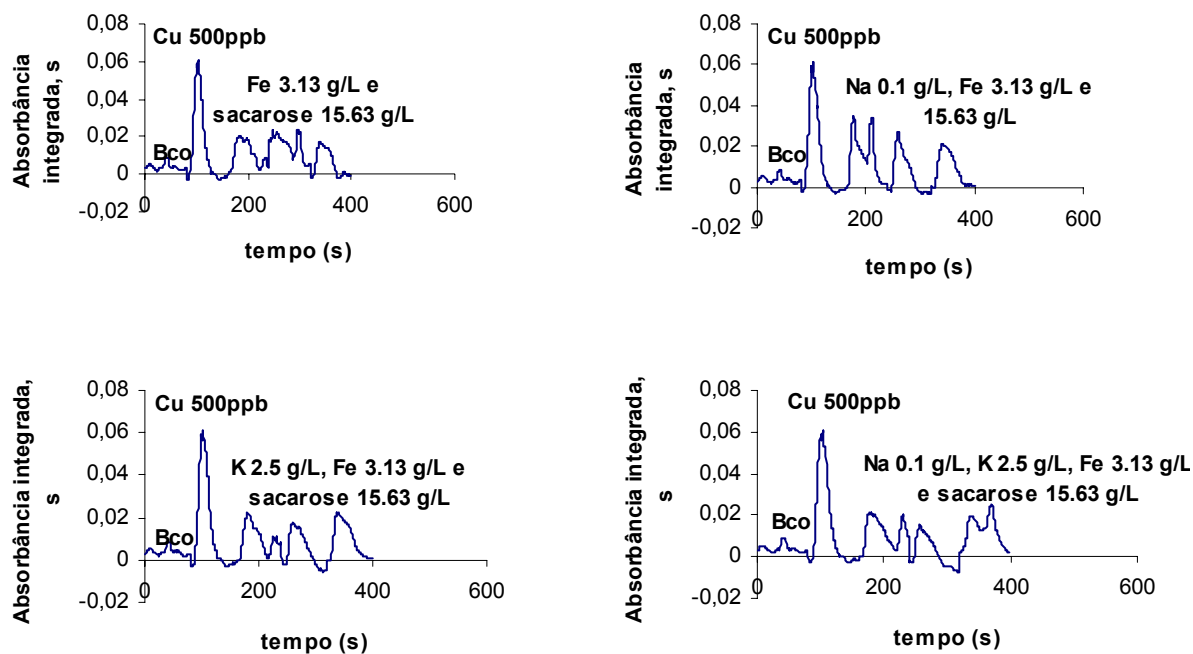 Absorbância
integrada, s
0,08
0,06
0,04
0,02
0
-0,02
Cu 500ppb
Fe 3.13 g/L e
sacarose 15.63 g/L
Bco
0
200
400
600
tempo (s)
Absorbância
integrada, s
0,08
0,06
0,04
0,02
0
-0,02
Cu 500ppb
Na 0.1 g/L, Fe 3.13 g/L e
15.63 g/L
Bco
0
200
400
600
tempo (s)
Absorbância integrada,
s
0,08
0,06
0,04
0,02
0
-0,02
Cu 500ppb
K 2.5 g/L, Fe 3.13 g/L e
sacarose 15.63 g/L
Bco
0
200
400
600
tempo (s)
Absorbância integrada,
s
0,08
0,06
0,04
0,02
0
-0,02
Cu 500ppb
Na 0.1 g/L, K 2.5 g/L, Fe 3.13 g/L
e sacarose 15.63 g/L
Bco
0
200
400
600
tempo (s)